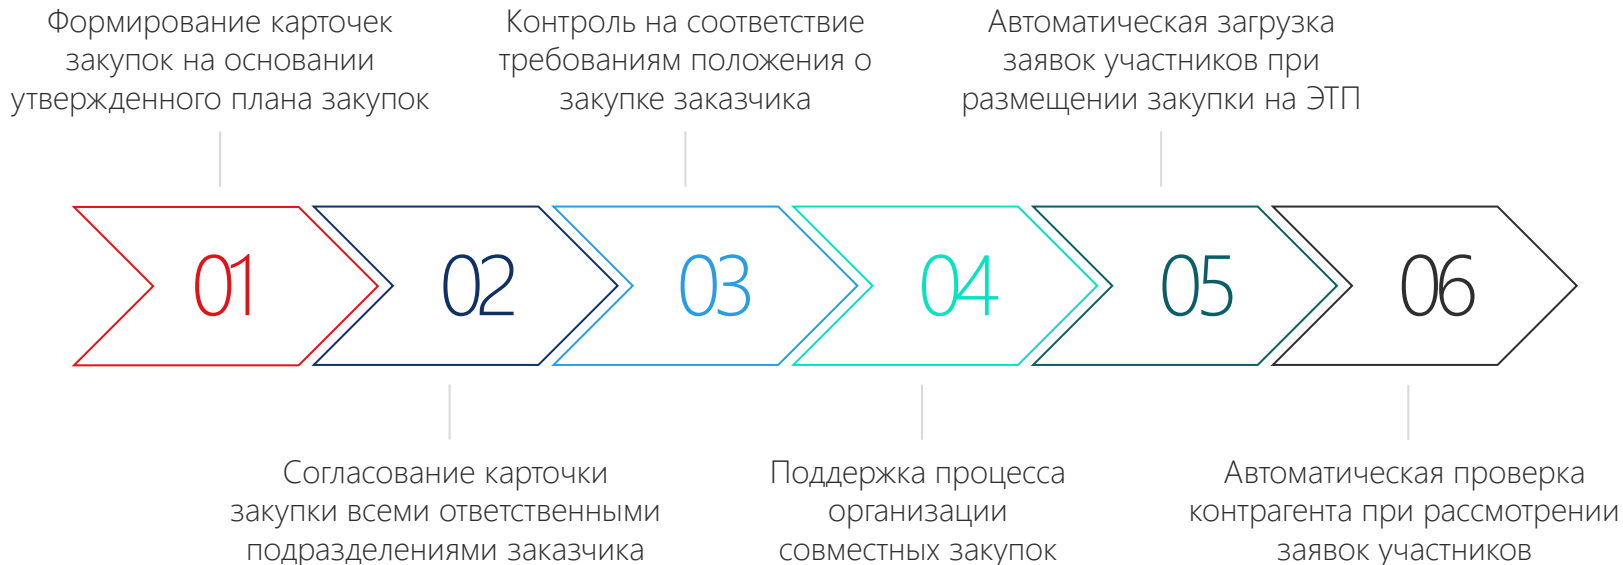 Формирование карточек
закупок на основании
утвержденного плана закупок
Контроль на соответствие
требованиям положения о
закупке заказчика
Автоматическая загрузка
заявок участников при
размещении закупки на ЭТП
01
02
03
04
05
06
Согласование карточки
закупки всеми ответственными
подразделениями заказчика
Поддержка процесса
организации
совместных закупок
Автоматическая проверка
контрагента при рассмотрении
заявок участников